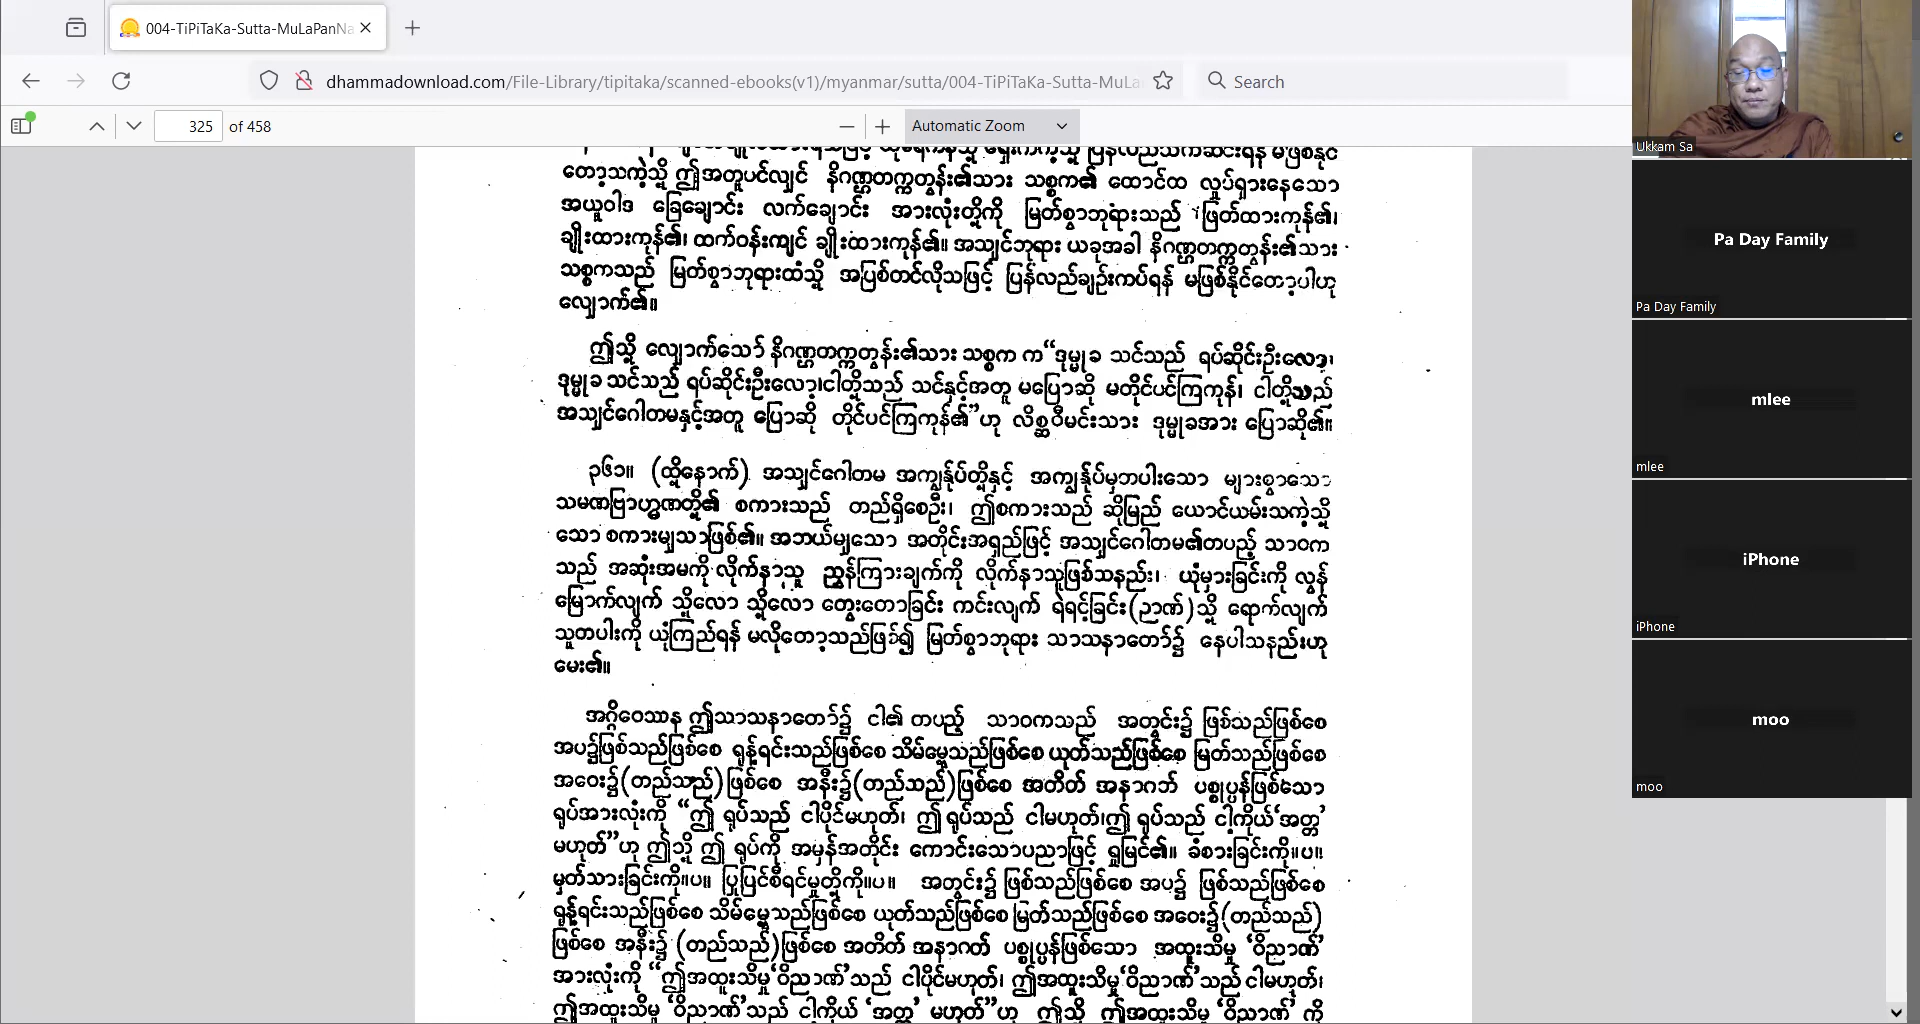 004-TiPiTaKa-Sutta-MuLaPanNa
dhammadownload.com/File-Library/tipitaka/scanned-ebooks(v1)/myanmar/sutta/004-TiPiTaKa-Sutta-MuLa
Search
325 of 458
Automatic Zoom
တော့သကဲ့သို့ ဤအတူပင်လျှင် နိဂဏ္ဌတက္ကတွန်း၏သား သစ္စက၏ ထောင်ထ လှုပ်ရှားနေသော
အယူဝါဒ ခြေချောင်း လက်ချောင်း အားလုံးတို့ကို မြတ်စွာဘုရားသည် ဖြတ်ထားကုန်၏၊
ချိုးထားကုန်၏၊ ထက်ဝန်းကျင် ချိုးထားကုန်၏။ အသျှင်ဘုရား ယခုအခါ နိဂဏ္ဌတက္ကတွန်း၏သား
သစ္စကသည် မြတ်စွာဘုရားထံသို့ အပြစ်တင်လိုသဖြင့် ပြန်လည်ချဉ်းကပ်ရန် မဖြစ်နိုင်တော့ပါဟု
လျှောက်၏။
ဤသို့ လျှောက်သော် နိဂဏ္ဌတက္ကတွန်း၏သား သစ္စက က“ဒုမ္မုခ သင်သည် ရပ်ဆိုင်းဦးလော့၊
ဒုမ္မုခ သင်သည် ရပ်ဆိုင်းဦးလော့၊ငါတို့သည် သင်နှင့်အတူ မပြောဆို မတိုင်ပင်ကြကုန်၊ ငါတို့သည်
အသျှင်ဂေါတမနှင့်အတူ ပြောဆို တိုင်ပင်ကြကုန်၏”ဟု လိစ္ဆဝီမင်းသား ဒုမ္မုခအား ပြောဆို၏။
၃၆၁။ (ထို့နောက်) အသျှင်ဂေါတမ အကျွန်ုပ်တို့နှင့် အကျွန်ုပ်မှတပါးသော များစွာသော
သမဏဗြာဟ္မဏတို့၏ စကားသည် တည်ရှိစေဦး၊ ဤစကားသည် ဆိုမြည် ယောင်ယမ်းသကဲ့သို့
သော စကားမျှသာဖြစ်၏။ အဘယ်မျှသော အတိုင်းအရှည်ဖြင့် အသျှင်ဂေါတမ၏တပည့် သာဝက
သည် အဆုံးအမကို လိုက်နာသူ ညွှန်ကြားချက်ကို လိုက်နာသူဖြစ်သနည်း၊ ယုံမှားခြင်းကို လွန်
မြောက်လျက် သို့လော သို့လော တွေးတောခြင်း ကင်းလျက် ရဲရင့်ခြင်း(ဉာဏ်)သို့ ရောက်လျက်
သူတပါးကို ယုံကြည်ရန် မလိုတော့သည်ဖြစ်၍ မြတ်စွာဘုရား သာသနာတော်၌ နေပါသနည်းဟု
မေး၏။
အဂ္ဂိဝေဿန ဤသာသနာတော်၌ ငါ၏ တပည့် သာဝကသည် အတွင်း၌ ဖြစ်သည်ဖြစ်စေ
အပ၌ဖြစ်သည်ဖြစ်စေ ရုန့်ရင်းသည်ဖြစ်စေ သိမ်မွေ့သည်ဖြစ်စေ ယုတ်သည်ဖြစ်စေ မြတ်သည်ဖြစ်စေ
အဝေး၌(တည်သည်)ဖြစ်စေ အနီး၌(တည်သည်)ဖြစ်စေ အတိတ် အနာဂတ် ပစ္စုပ္ပန်ဖြစ်သော
ရုပ်အားလုံးကို “ဤ ရုပ်သည် ငါပိုင်မဟုတ်၊ ဤ ရုပ်သည် ငါမဟုတ်၊ဤ ရုပ်သည် ငါ့ကိုယ်‘အတ္တ’
မဟုတ်”ဟု ဤသို့ ဤ ရုပ်ကို အမှန်အတိုင်း ကောင်းသောပညာဖြင့် ရှုမြင်၏။ ခံစားခြင်းကို။ပ။
မှတ်သားခြင်းကို။ပ။ ပြုပြင်စီရင်မှုတို့ကို။ပ။ အတွင်း၌ ဖြစ်သည်ဖြစ်စေ အပ၌ ဖြစ်သည်ဖြစ်စေ
ရုန့်ရင်းသည်ဖြစ်စေ သိမ်မွေ့သည်ဖြစ်စေ ယုတ်သည်ဖြစ်စေ မြတ်သည်ဖြစ်စေ အဝေး၌(တည်သည်)
ဖြစ်စေ အနီး၌ (တည်သည်)ဖြစ်စေ အတိတ် အနာဂတ် ပစ္စုပ္ပန်ဖြစ်သော အထူးသိမှု ‘ဝိညာဏ်’
အားလုံးကို “ဤအထူးသိမှု‘ဝိညာဏ်’သည် ငါပိုင်မဟုတ်၊ ဤအထူးသိမှု‘ဝိညာဏ်’သည် ငါမဟုတ်၊
ဤအထူးသိမှု ‘ဝိညာဏ်’သည် ငါ့ကိုယ် ‘အတ္တ’ မဟုတ်”ဟု ဤသို့ ဤအထူးသိမှု ‘ဝိညာဏ်’ ကို
Ukkam Sa
Pa Day Family
Pa Day Family
mlee
mlee
iPhone
iPhone
moo
moo